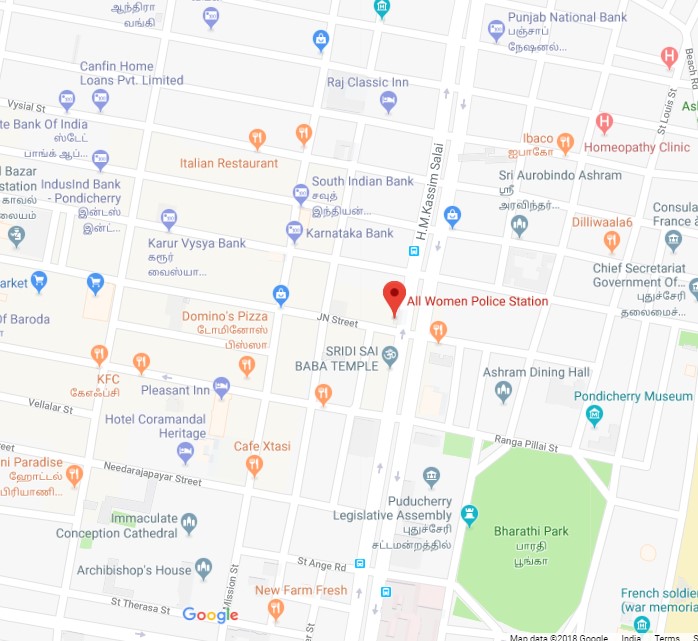 ஆந்திரா
வங்கி
Punjab National Bank
பஞ்சாப்
நேஷனல்...
Canfin Home
Loans Pvt. Limited
Beach Rd
Raj Classic Inn
Vysial St
St Louis St
te Bank Of India
ஸ்டேட்
பாங்க் ஆப்...
Ibaco
ஐபாகோ
Homeopathy Clinic
Italian Restaurant
H.M.Kassim Salai
l Bazar
station
காவல்
லையம்
IndusInd Bank
- Pondicherry
இன்டஸ்
இன்ட்...
South Indian Bank
சவுத்
இந்தியன்...
Sri Aurobindo Ashram
ஸ்ரீ
அரவிந்தர்...
Dilliwaala6
Consula
France à
Karnataka Bank
Karur Vysya Bank
கரூர்
வைஸ்யா...
Chief Secretariat
Government Of...
புதுச்சேரி
தலைமைச்...
arket
All Women Police Station
Of Baroda
Domino's Pizza
டோமினோஸ்
பிஸ்ஸா
JN Street
SRIDI SAI
BABA TEMPLE
KFC
கேஎஃப்சி
Pleasant Inn
Ashram Dining Hall
Pondicherry Museum
Vellalar St
Hotel Coramandal
Heritage
Cafe Xtasi
Ranga Pillai St
ni Paradise
ஹோட்டல்
பிரியாணி...
Needarajapayar Street
Puducherry
Legislative Assembly
புதுச்சேரி
சட்டமன்றத்தில்
Immaculate
Conception Cathedral
Bharathi Park
பாரதி
பூங்கா
Archibishop's House
St Ange Rd
Mission St
New Farm Fresh
St Therasa St
Google
French soldie
(war memoria
Map data ©2018 Google
India
Terms